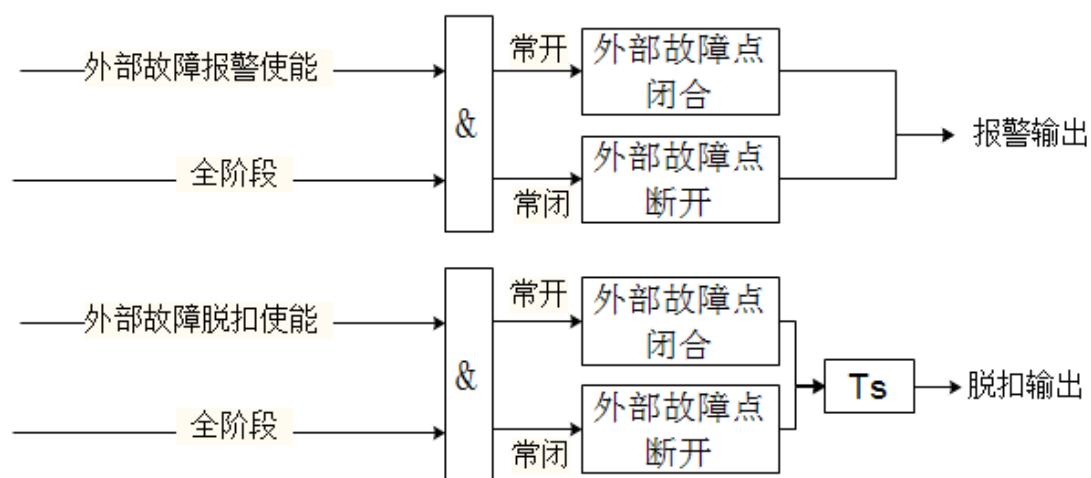 外部故障报警使能
全阶段
&
常开
外部故障点
闭合
常闭
外部故障点
断开
报警输出
外部故障脱扣使能
全阶段
&
常开
外部故障点
闭合
常闭
外部故障点
断开
Ts
脱扣输出